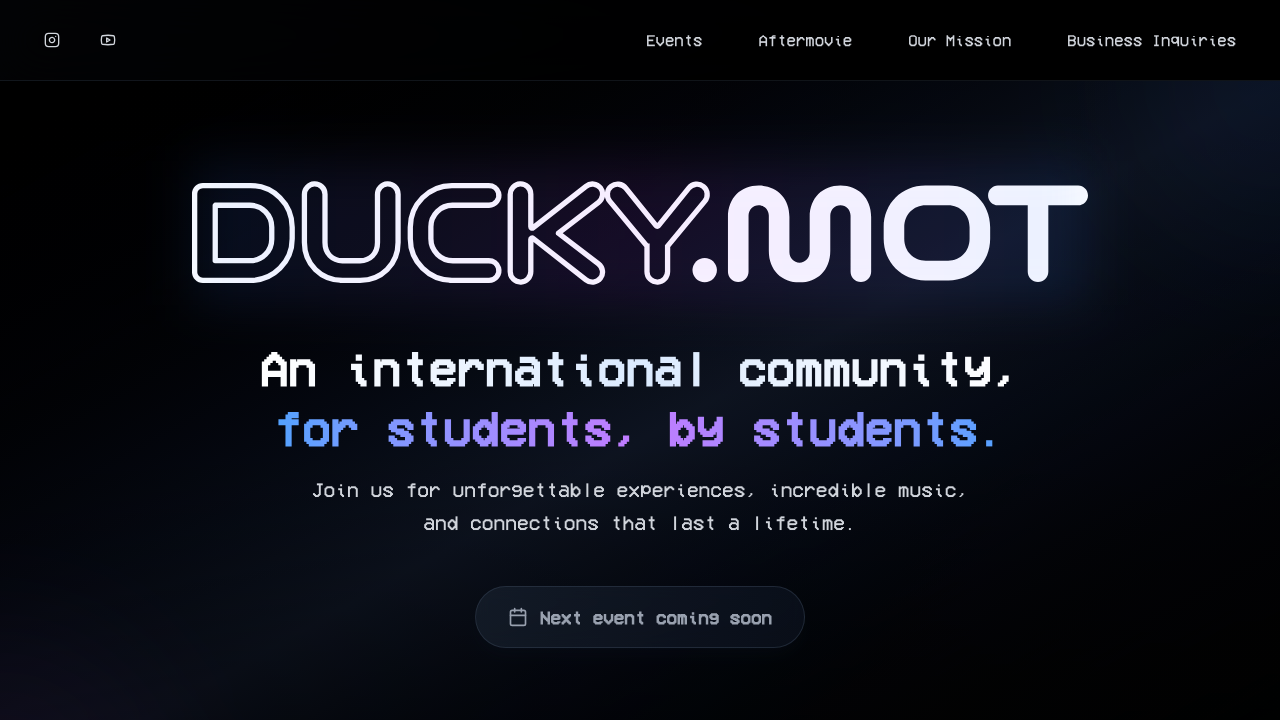 Events
Aftermovie
Our Mission
Business Inquiries
DUCKY.MOT
An international community,
for students, by students.
Join us for unforgettable experiences, incredible music,
and connections that last a lifetime.
Next event coming soon